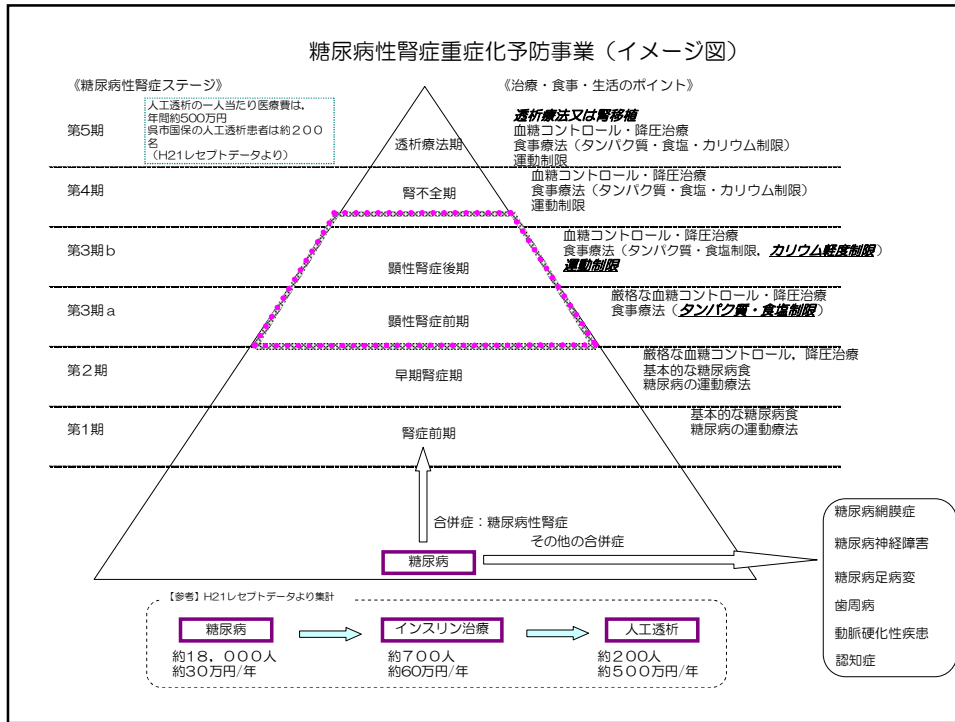 糖尿病性腎症重症化予防事業（イメージ図）
《糖尿病性腎症ステージ》
《治療・食事・生活のポイント》
第５期
人工透析の一人当たり医療費は，
年間約500万円
呉市国保の人工透析患者は約２００
名
（H21レセプトデータより）
透析療法期
透析療法又は腎移植
血糖コントロール・降圧治療
食事療法（タンパク質・食塩・カリウム制限）
運動制限
第４期
腎不全期
血糖コントロール・降圧治療
食事療法（タンパク質・食塩・カリウム制限）
運動制限
第３期ｂ
顕性腎症後期
血糖コントロール・降圧治療
食事療法（タンパク質・食塩制限，カリウム軽度制限）
運動制限
第３期ａ
顕性腎症前期
厳格な血糖コントロール・降圧治療
食事療法（タンパク質・食塩制限）
第２期
早期腎症期
厳格な血糖コントロール，降圧治療
基本的な糖尿病食
糖尿病の運動療法
第１期
腎症前期
基本的な糖尿病食
糖尿病の運動療法
合併症：糖尿病性腎症
その他の合併症
糖尿病
糖尿病網膜症
糖尿病神経障害
糖尿病足病変
歯周病
動脈硬化性疾患
認知症
【参考】H21レセプトデータより集計
糖尿病
インスリン治療
人工透析
約１８，０００人
約３０万円/年
約７００人
約６０万円/年
約２００人
約５００万円/年